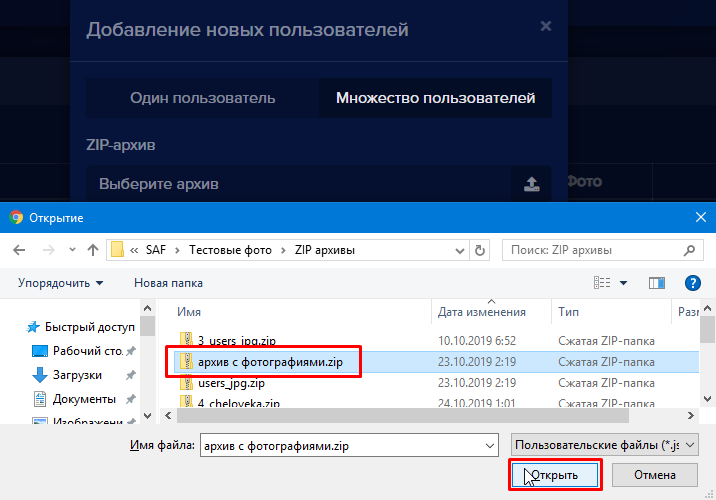 Добавление новых пользователей
Один пользователь Множество пользователей
ZIP-архив
Выберите архив
Фото
Открытие
« SAF Тестовые фото ZIP архивы Поиск: ZIP архивы
Упорядочить Новая папка
Имя Дата изменения Тип Разм
Быстрый доступ 3_users_jpg.zip 10.10.2019 6:52 Сжатая ZIP-папка
Рабочий сто. архив с фотографиями.zip 23.10.2019 2:19 Сжатая ZIP-папка
Загрузки users_jpg.zip 23.10.2019 2:19 Сжатая ZIP-папка
Документы 4_cheloveka.zip 24.10.2019 1:01 Сжатая ZIP-папка
Изображени
Имя файла: архив с фотографиями.zip Пользовательские файлы (*.js
Открыть Отмена